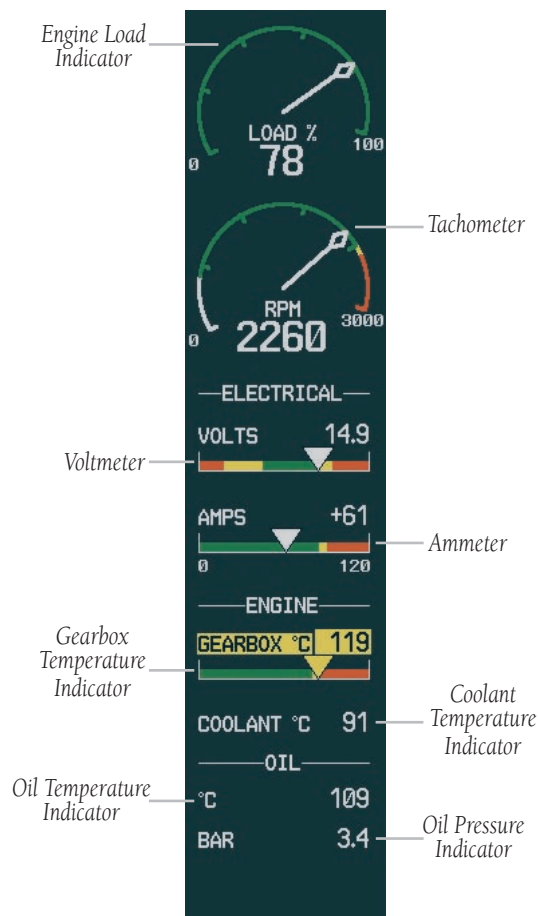 Engine Load
Indicator
LOAD %
78
0
100
Tachometer
RPM
2260
0
3000
ELECTRICAL
VOLTS 14.9
Voltmeter
AMPS +61
Ammeter
0 120
ENGINE
GEARBOX °C 119
Gearbox
Temperature
Indicator
COOLANT °C 91
Coolant
Temperature
Indicator
OIL
Oil Temperature
Indicator
°C 109
BAR 3.4
Oil Pressure
Indicator